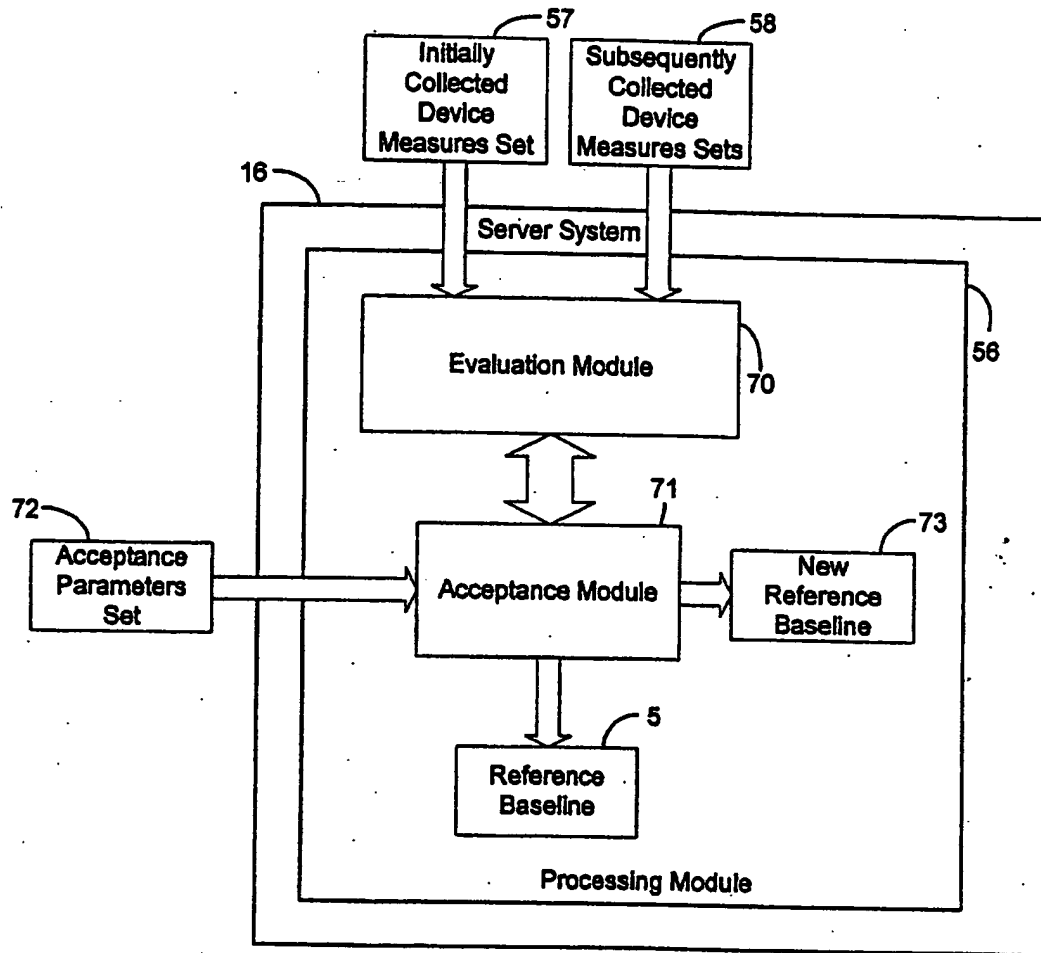 57
58
Initially
Collected
Device
Measures Set
Subsequently
Collected
Device
Measures Sets
16
Server System
56
Evaluation Module
70
72
71
73
Acceptance
Parameters
Set
Acceptance Module
New
Reference
Baseline
5
Reference
Baseline
Processing Module